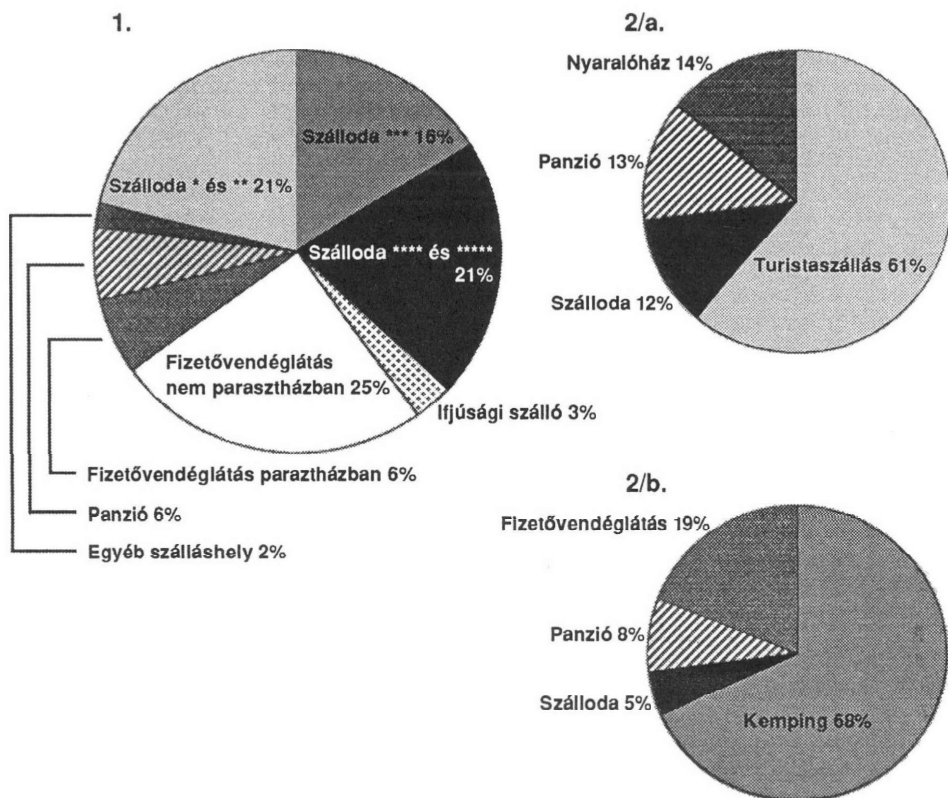 1.
Szálloda *** 16%
Szálloda * és ** 21%
Szálloda **** és *****
21%
Fizetővendéglátás
nem parasztházban 25%
Ifjúsági szálló 3%
Fizetővendéglátás paraztházban 6%
Panzió 6%
Egyéb szálláshely 2%
2/a.
Nyaralóház 14%
Panzió 13%
Turistaszállás 61%
Szálloda 12%
2/b.
Fizetővendéglátás 19%
Panzió 8%
Szálloda 5%
Kemping 68%